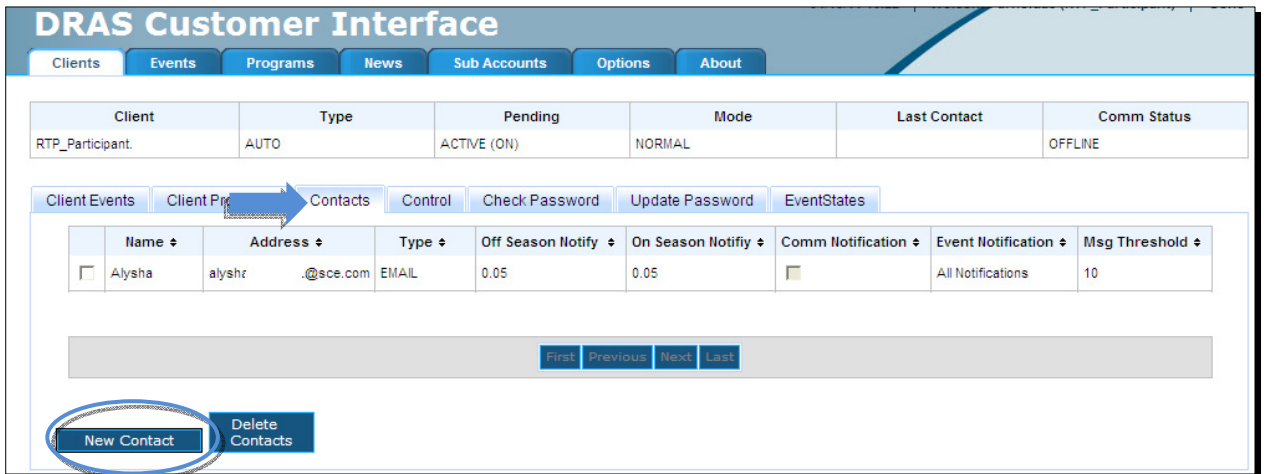 DRAS Customer Interface
Clients Events Programs News Sub Accounts Options About
Client Type Pending Mode Last Contact Comm Status
RTP_Participant. AUTO ACTIVE (ON) NORMAL OFFLINE
Client Events Client Contacts Control Check Password Update Password EventStates
Name Address Type Off Season Notify On Season Notifiy Comm Notification Event Notification Msg Threshold
Alysha alysha .@sce.com EMAIL 0.05 0.05 All Notifications 10
First Previous Next Last
New Contact
Delete
Contacts